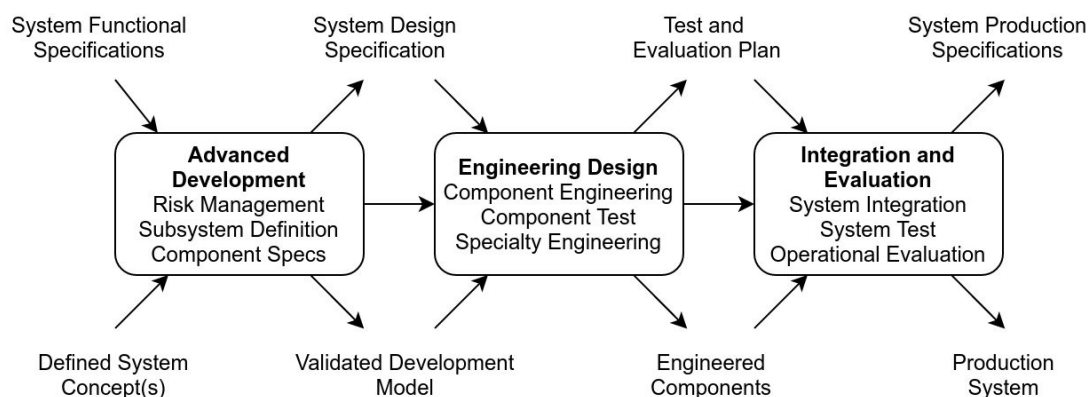 System Functional
Specifications
System Design
Specification
Test and
Evaluation Plan
System Production
Specifications
Advanced
Development
Risk Management
Subsystem Definition
Component Specs
Engineering Design
Component Engineering
Component Test
Specialty Engineering
Integration and
Evaluation
System Integration
System Test
Operational Evaluation
Defined System
Concept(s)
Validated Development
Model
Engineered
Components
Production
System